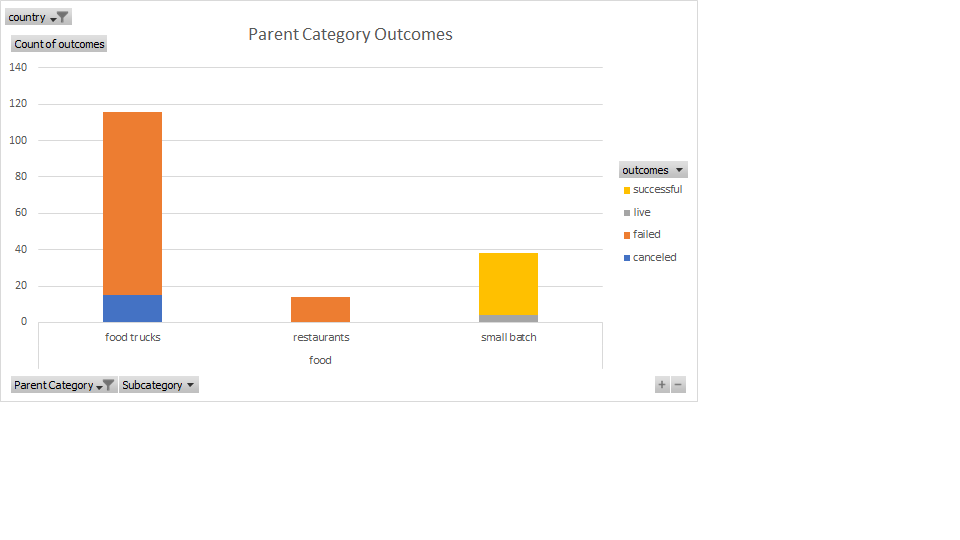 country
Parent Category Outcomes
Count of outcomes
140
120
100
80
60
40
20
0
outcomes
successful
live
failed
canceled
food trucks
restaurants
small batch
food
Parent Category
Subcategory
+ −